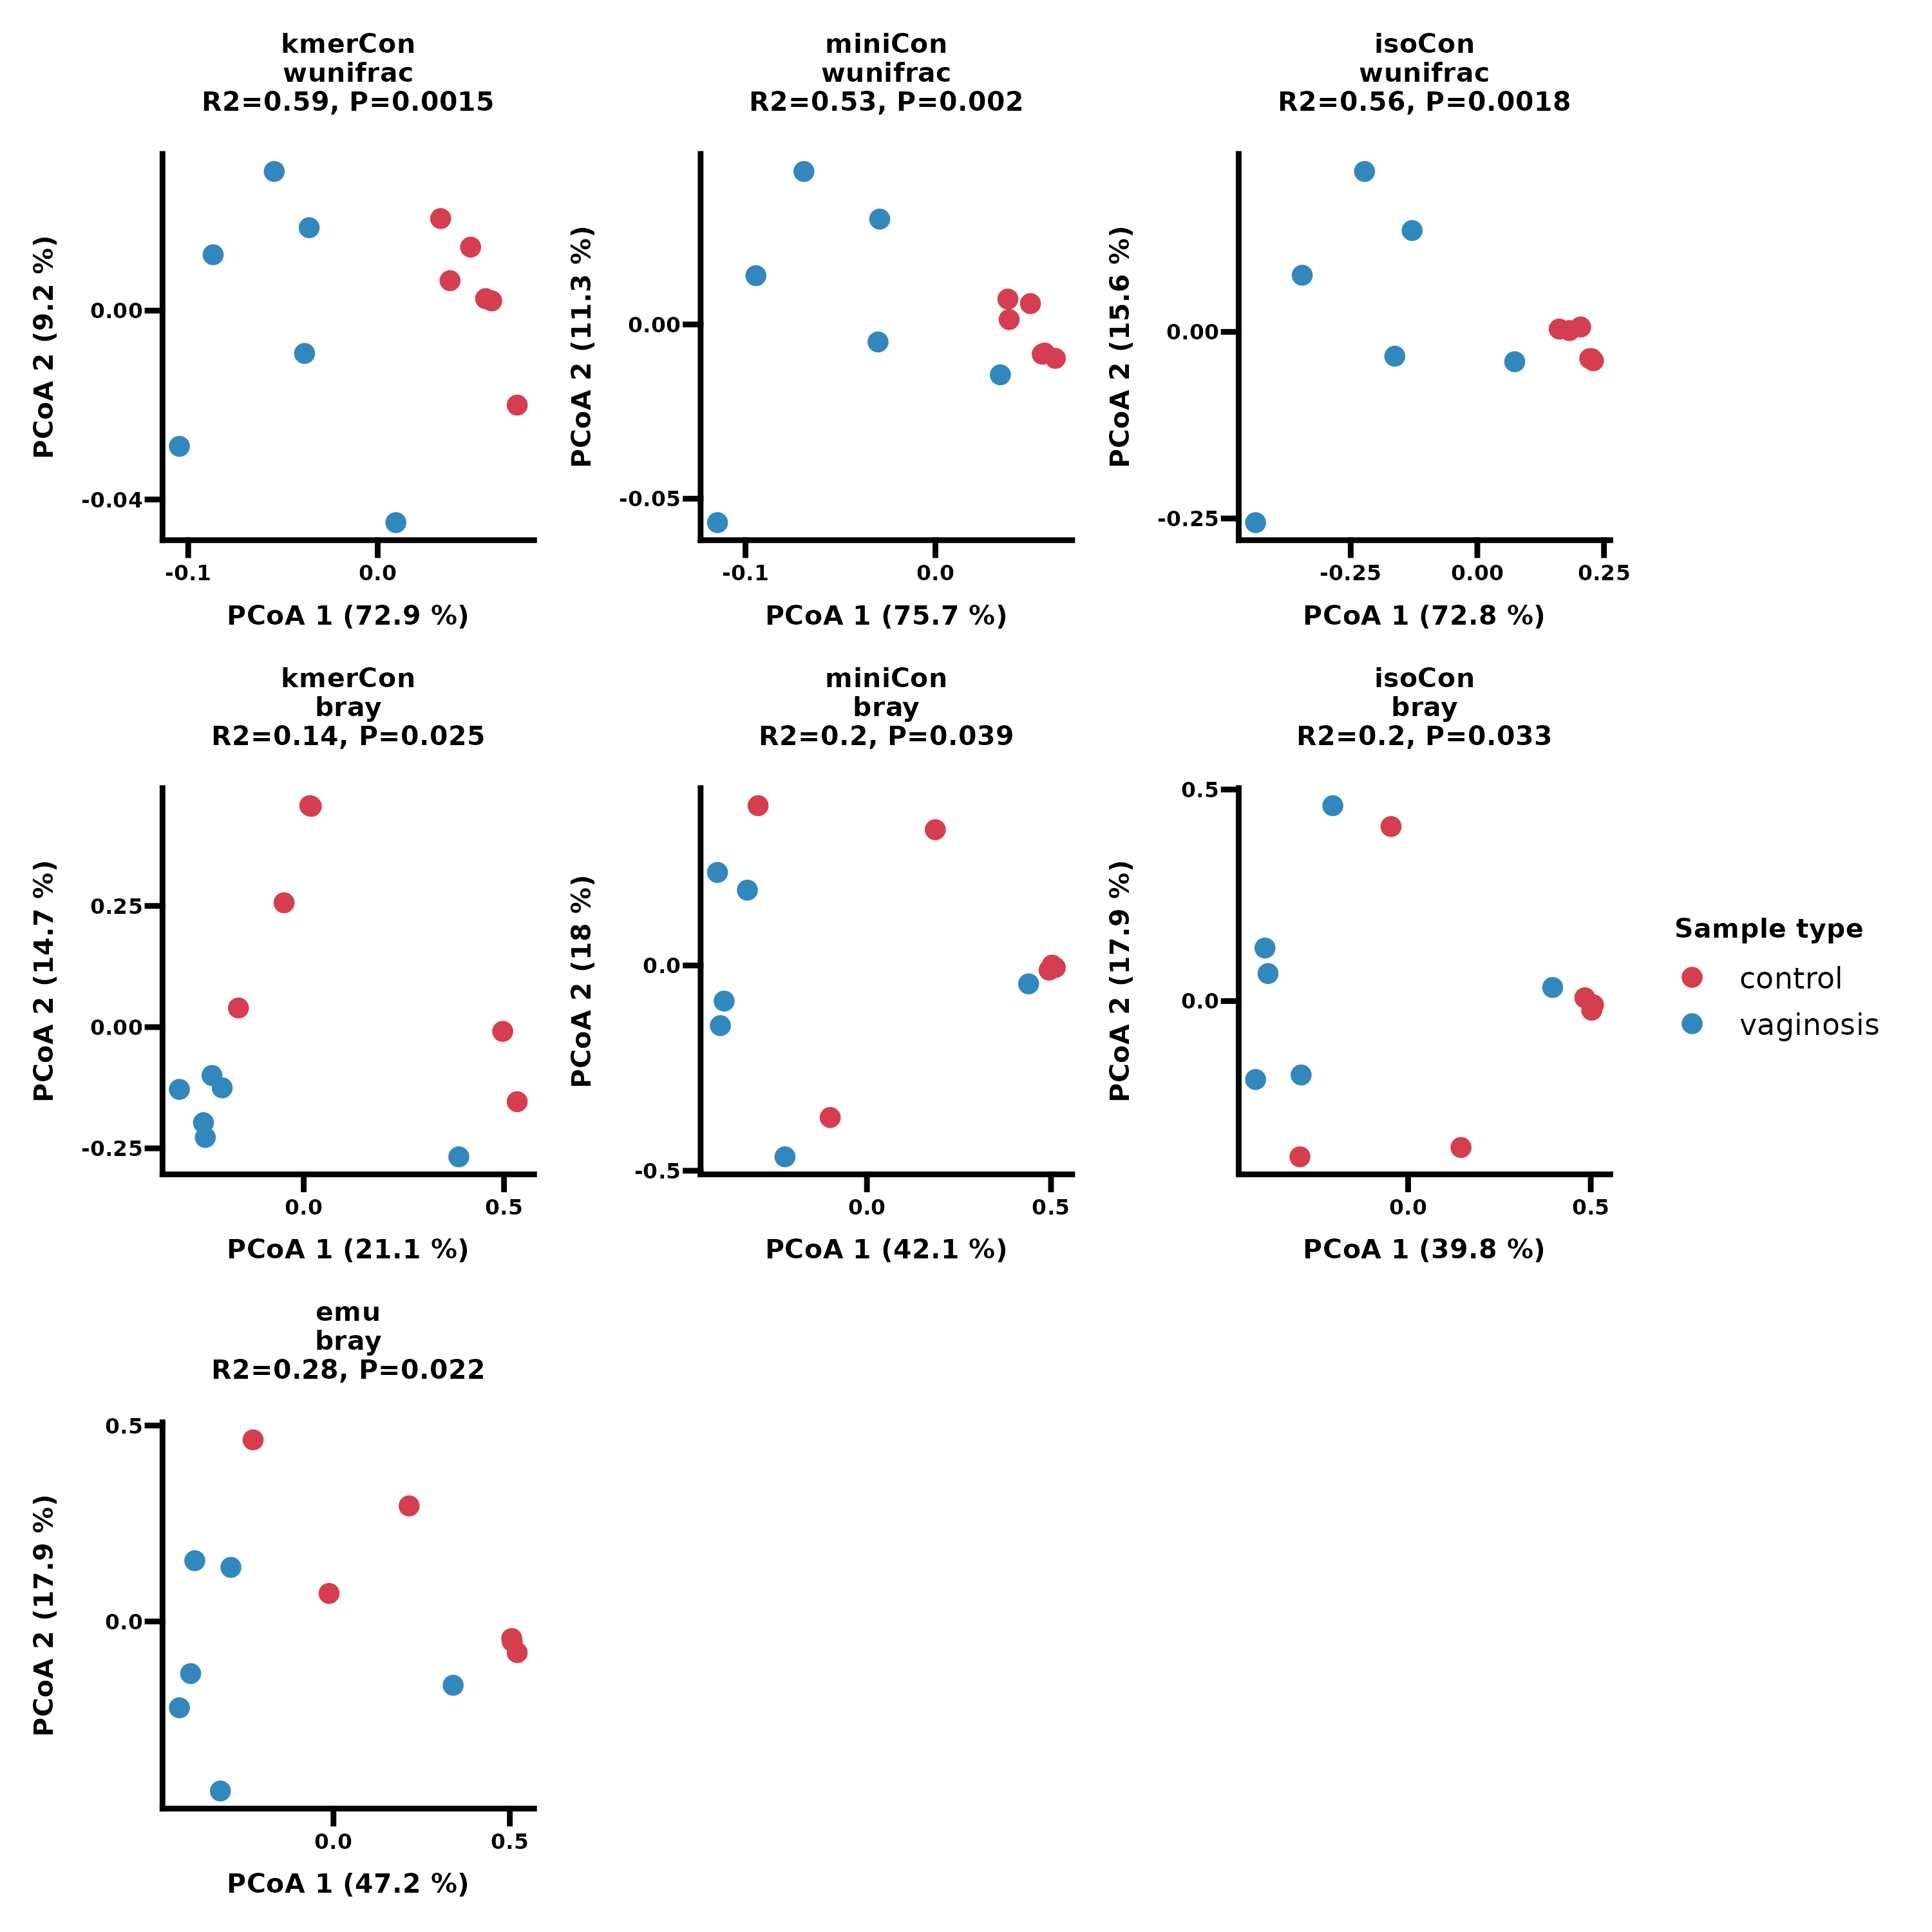 kmerCon
wunifrac
R2=0.59, P=0.0015
PCoA 2 (9.2 %)
0.00
-0.04
-0.1
0.0
PCoA 1 (72.9 %)
miniCon
wunifrac
R2=0.53, P=0.002
PCoA 2 (11.3 %)
0.00
-0.05
-0.1
0.0
PCoA 1 (75.7 %)
isoCon
wunifrac
R2=0.56, P=0.0018
PCoA 2 (15.6 %)
0.00
-0.25
-0.25
0.00
0.25
PCoA 1 (72.8 %)
kmerCon
bray
R2=0.14, P=0.025
PCoA 2 (14.7 %)
0.25
0.00
-0.25
0.0
0.5
PCoA 1 (21.1 %)
miniCon
bray
R2=0.2, P=0.039
PCoA 2 (18 %)
0.0
-0.5
0.0
0.5
PCoA 1 (42.1 %)
isoCon
bray
R2=0.2, P=0.033
PCoA 2 (17.9 %)
0.5
0.0
0.0
0.5
PCoA 1 (39.8 %)
Sample type
control
vaginosis
emu
bray
R2=0.28, P=0.022
PCoA 2 (17.9 %)
0.5
0.0
0.0
0.5
PCoA 1 (47.2 %)